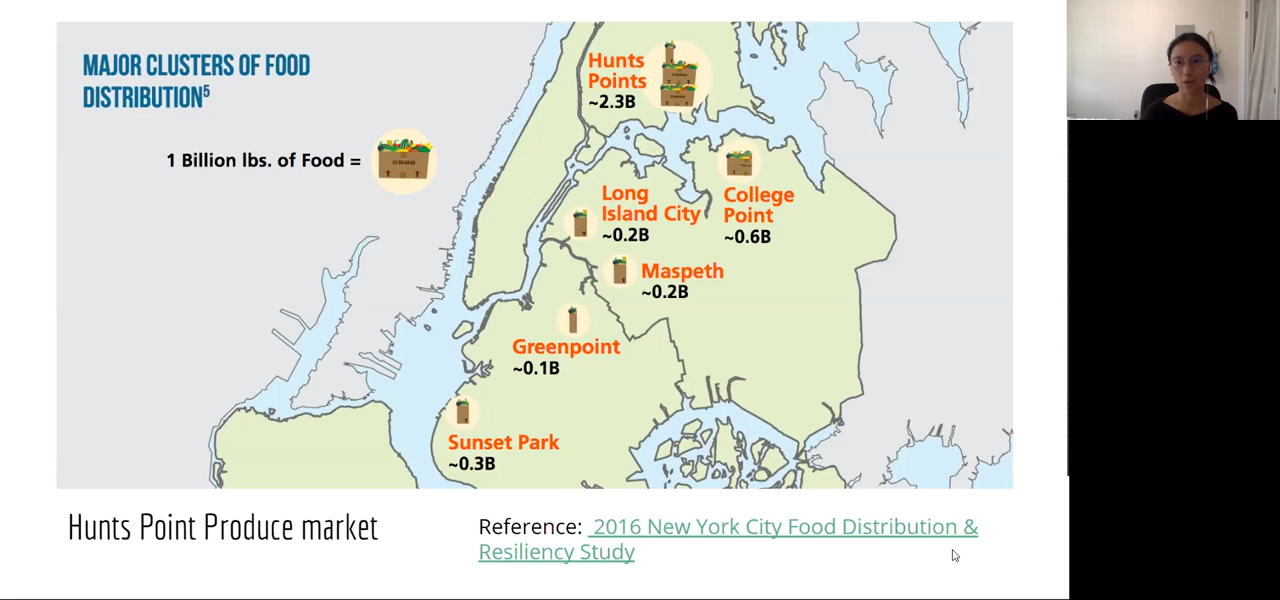 MAJOR CLUSTERS OF FOOD
DISTRIBUTION5
1 Billion lbs. of Food =
Hunts
Points
~2.3B
Long
Island City
~0.2B
College
Point
~0.6B
Maspeth
~0.2B
Greenpoint
~0.1B
Sunset Park
~0.3B
Hunts Point Produce market
Reference: 2016 New York City Food Distribution &
Resiliency Study